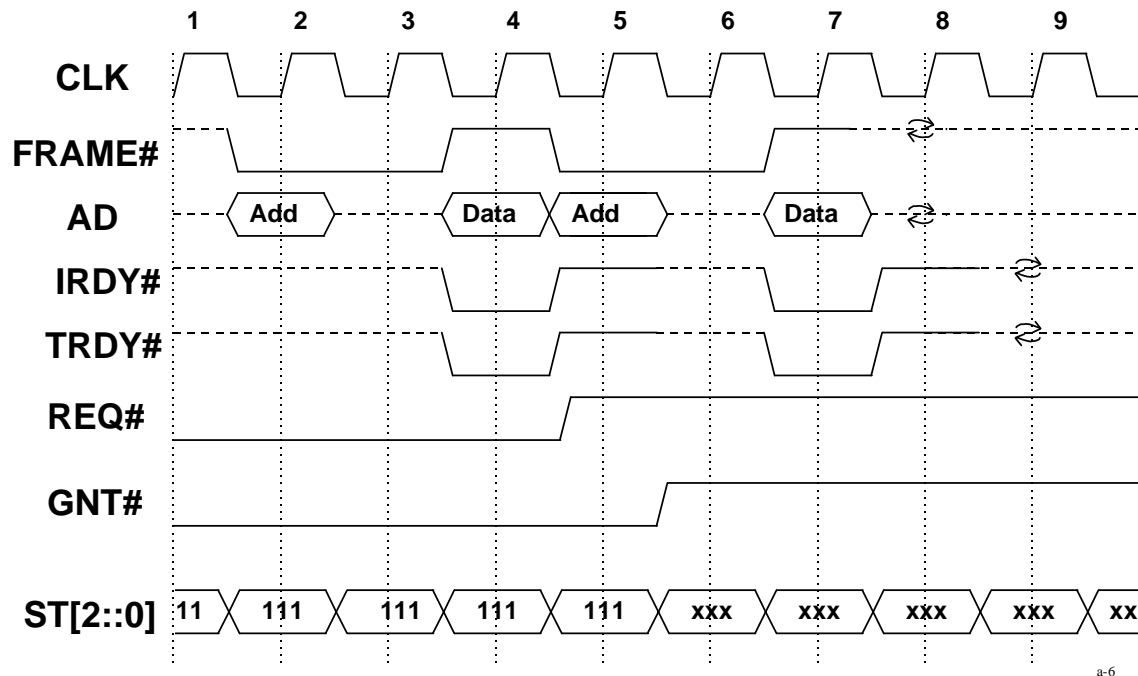 1 2 3 4 5 6 7 8 9
CLK
FRAME#
AD Add Data Add Data
IRDY#
TRDY#
REQ#
GNT#
ST[2::0] 11 111 111 111 111 xxx xxx xxx xxx xx
a-6